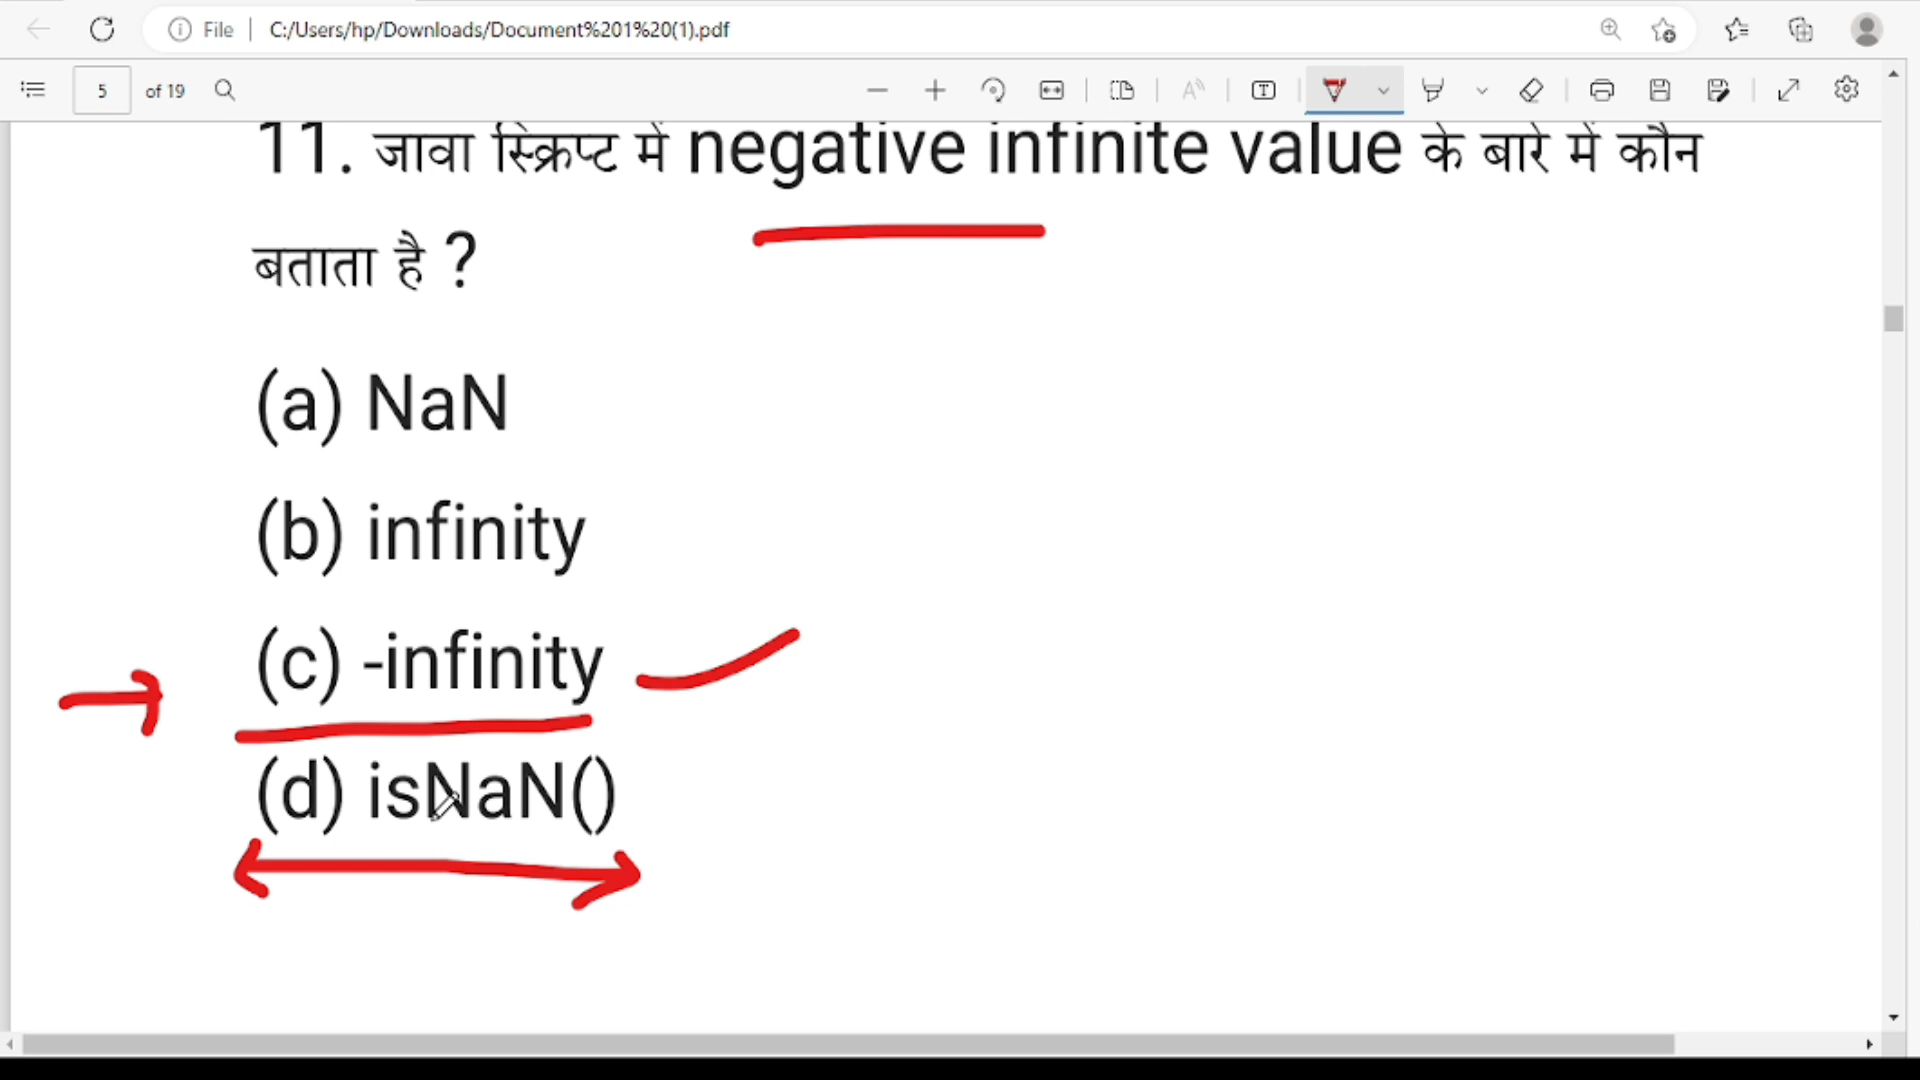 File C:/Users/hp/Downloads/Document%201%20(1).pdf
5 of 19
11. जावा स्क्रिप्ट में negative infinite value के बारे में कौन
बताता है ?
(a) NaN
(b) infinity
(c) -infinity
(d) isNaN()